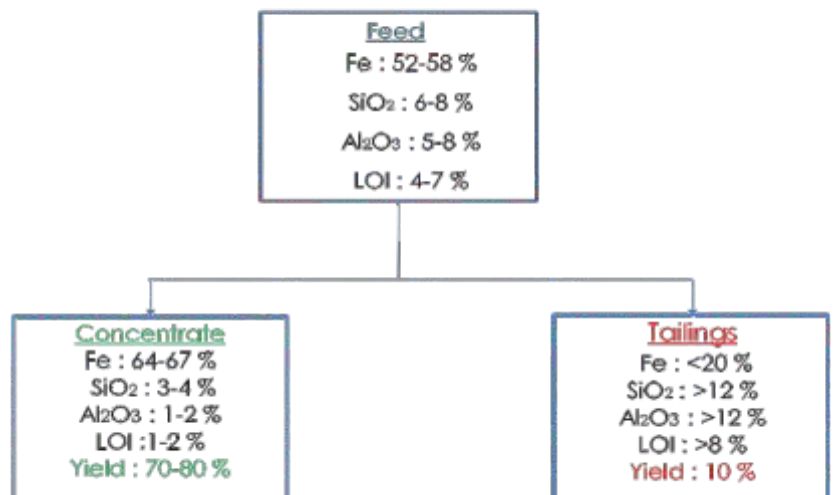 Feed
Fe : 52-58 %
SiO₂ : 6-8 %
Al₂O₃ : 5-8 %
LOI : 4-7 %
Concentrate
Fe : 64-67 %
SiO₂ : 3-4 %
Al₂O₃ : 1-2 %
LOI :1-2 %
Yield : 70-80 %
Tailings
Fe : <20 %
SiO₂ : >12 %
Al₂O₃ : >12 %
LOI : >8 %
Yield : 10 %